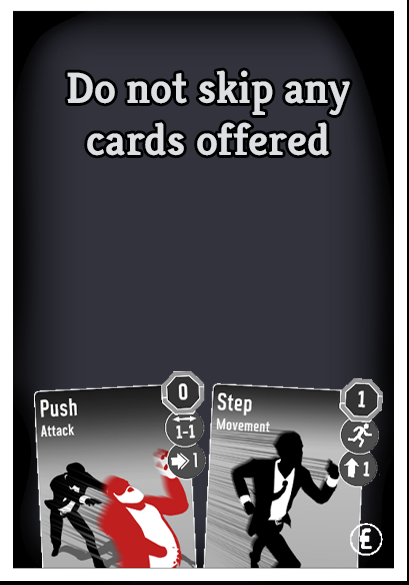 Do not skip any
cards offered
Push
Attack
0
1-1
1
Step
Movement
1
1
£